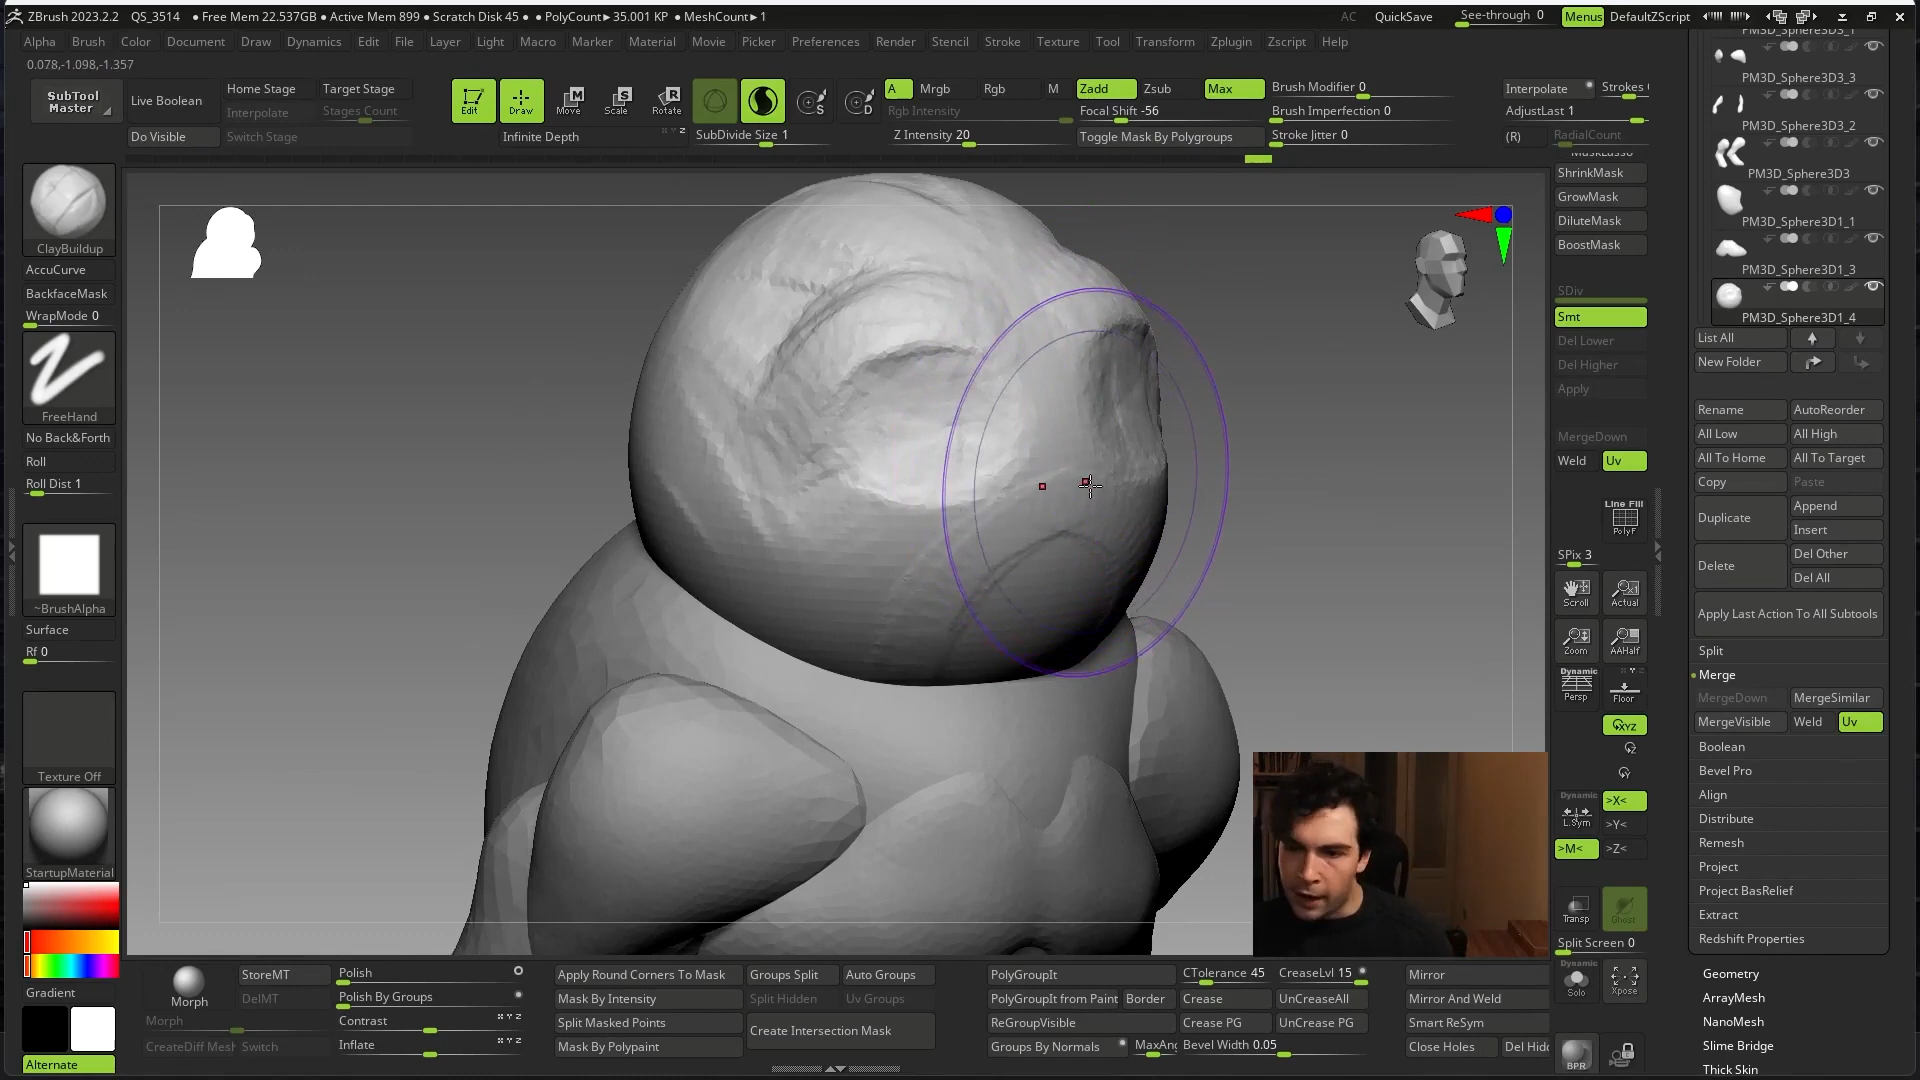 ZBrush 2023.2.2 QS_3514 • Free Mem 22.537GB • Active Mem 899 • Scratch Disk 45 • • PolyCount► 35.001 KP • MeshCount► 1
AC QuickSave See-through 0 Menus DefaultZScript
Alpha Brush Color Document Draw Dynamics Edit File Layer Light Macro Marker Material Movie Picker Preferences Render Stencil Stroke Texture Tool Transform Zplugin Zscript Help
0.078,-1.098,-1.357
SubTool Master
Live Boolean
Do Visible
Home Stage Target Stage
Interpolate Stages Count
Switch Stage
Edit Draw Move Scale Rotate
Infinite Depth
SubDivide Size 1
A Mrgb Rgb M Zadd Zsub Max
Rgb Intensity Focal Shift -56
Z Intensity 20 Toggle Mask By Polygroups
Brush Modifier 0
Brush Imperfection 0
Stroke Jitter 0
Interpolate Strokes
AdjustLast 1
(R) RadialCount
ClayBuildup
AccuCurve
BackfaceMask
WrapMode 0
FreeHand
No Back&Forth
Roll
Roll Dist 1
~BrushAlpha
Surface
Rf 0
Texture Off
StartupMaterial
Gradient
Alternate
ShrinkMask
GrowMask
DiluteMask
BoostMask
SDiv
Smt
Del Lower
Del Higher
Apply
MergeDown
Weld Uv
Line Fill
PolyF
SPix 3
Scroll Actual
Zoom AAHalf
Dynamic
Persp Floor
XYZ
Dynamic
L.Sym >X<
>Y<
>M< >Z<
Transp Ghost
Split Screen 0
Dynamic
Solo Xpose
BPR
PM3D_Sphere3D3_1
PM3D_Sphere3D3_3
PM3D_Sphere3D3_2
PM3D_Sphere3D3
PM3D_Sphere3D1_1
PM3D_Sphere3D1_3
PM3D_Sphere3D1_4
List All
New Folder
Rename AutoReorder
All Low All High
All To Home All To Target
Copy Paste
Duplicate Append
Insert
Delete Del Other
Del All
Apply Last Action To All Subtools
Split
Merge
MergeDown MergeSimilar
MergeVisible Weld Uv
Boolean
Bevel Pro
Align
Distribute
Remesh
Project
Project BasRelief
Extract
Redshift Properties
Geometry
ArrayMesh
NanoMesh
Slime Bridge
Thick Skin
Morph
StoreMT
DelMT
Morph
CreateDiff Mesh Switch
Polish
Polish By Groups
Contrast
Inflate
Apply Round Corners To Mask
Mask By Intensity
Split Masked Points
Mask By Polypaint
Groups Split Auto Groups
Split Hidden Uv Groups
Create Intersection Mask
PolyGroupIt
PolyGroupIt from Paint Border
ReGroupVisible
Groups By Normals
CTolerance 45 CreaseLvl 15
Crease UnCreaseAll
Crease PG UnCrease PG
Bevel Width 0.05
Mirror
Mirror And Weld
Smart ReSym
Close Holes